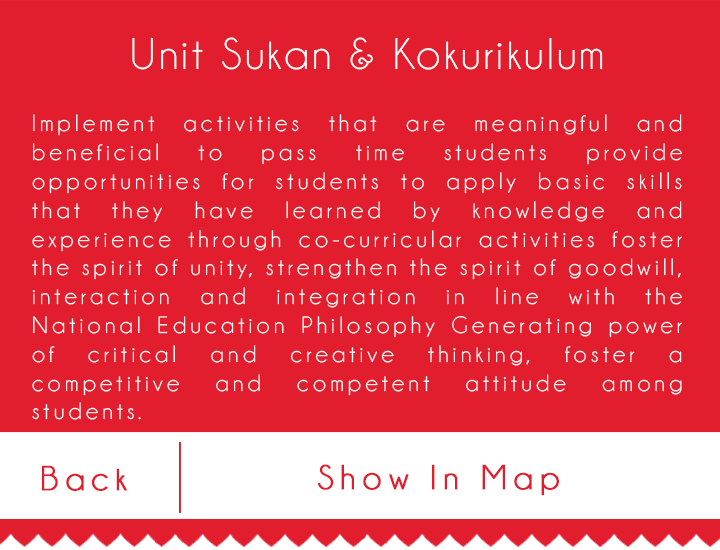 Unit Sukan & Kokurikulum
Implement activities that are meaningful and
beneficial to pass time students provide
opportunities for students to apply basic skills
that they have learned by knowledge and
experience through co-curricular activities foster
the spirit of unity, strengthen the spirit of goodwill,
interaction and integration in line with the
National Education Philosophy Generating power
of critical and creative thinking, foster a
competitive and competent attitude among
students.
Back
Show In Map